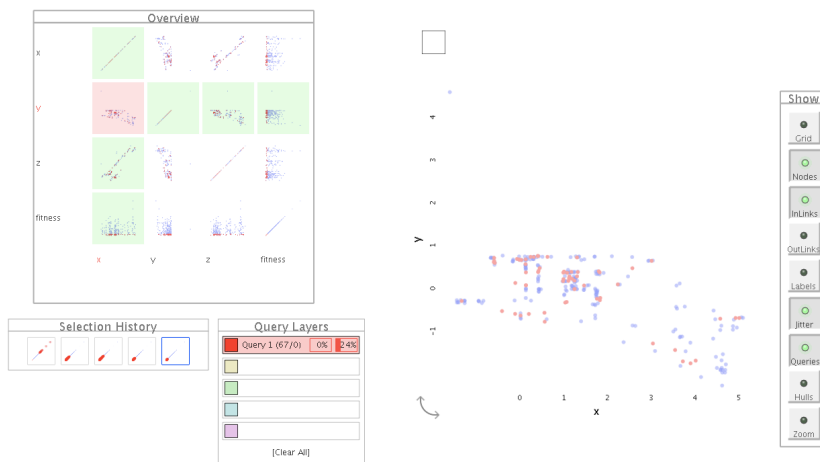 Overview
x
y
z
fitness
x
y
z
fitness
Selection History
Query Layers
Query 1 (67/0)
0%
24%
[Clear All]
y
4
3
2
1
0
-1
0
1
2
3
4
5
x
Show
Grid
Nodes
InLinks
OutLinks
Labels
Jitter
Queries
Hulls
Zoom